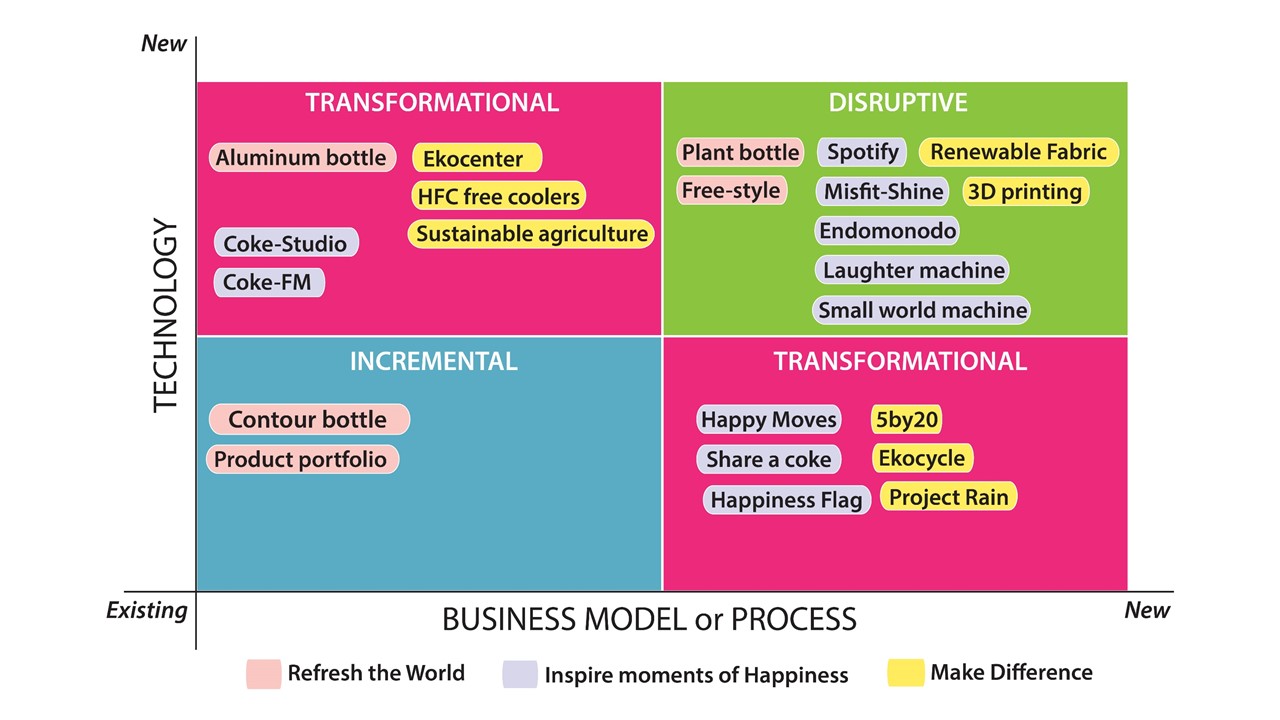 New
TECHNOLOGY
TRANSFORMATIONAL
Aluminum bottle
Ekocenter
HFC free coolers
Sustainable agriculture
Coke-Studio
Coke-FM
DISRUPTIVE
Plant bottle
Spotify
Renewable Fabric
Free-style
Misfit-Shine
3D printing
Endomonodo
Laughter machine
Small world machine
INCREMENTAL
Contour bottle
Product portfolio
TRANSFORMATIONAL
Happy Moves
5by20
Share a coke
Ekocycle
Happiness Flag
Project Rain
Existing
BUSINESS MODEL or PROCESS
New
Refresh the World
Inspire moments of Happiness
Make Difference